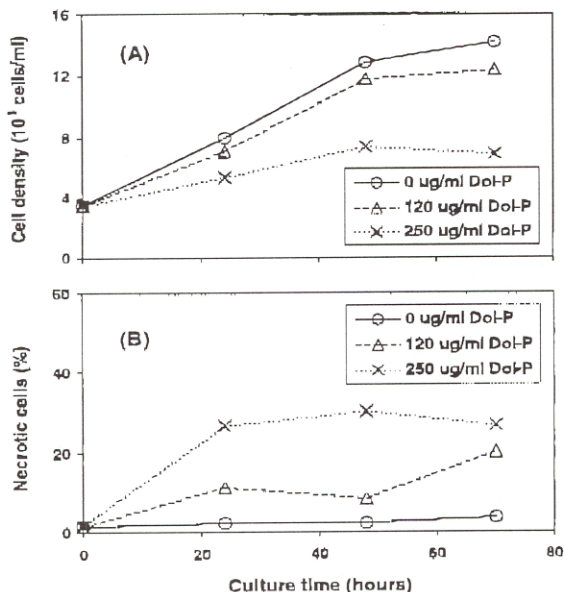 16
12
8
4
0
Cell density (10⁵ cells/ml)
(A)
0 ug/ml Dol-P
120 ug/ml Dol-P
250 ug/ml Dol-P
60
40
20
0
Necrotic cells (%)
(B)
0 ug/ml Dol-P
120 ug/ml Dol-P
250 ug/ml Dol-P
0 20 40 60 80
Culture time (hours)